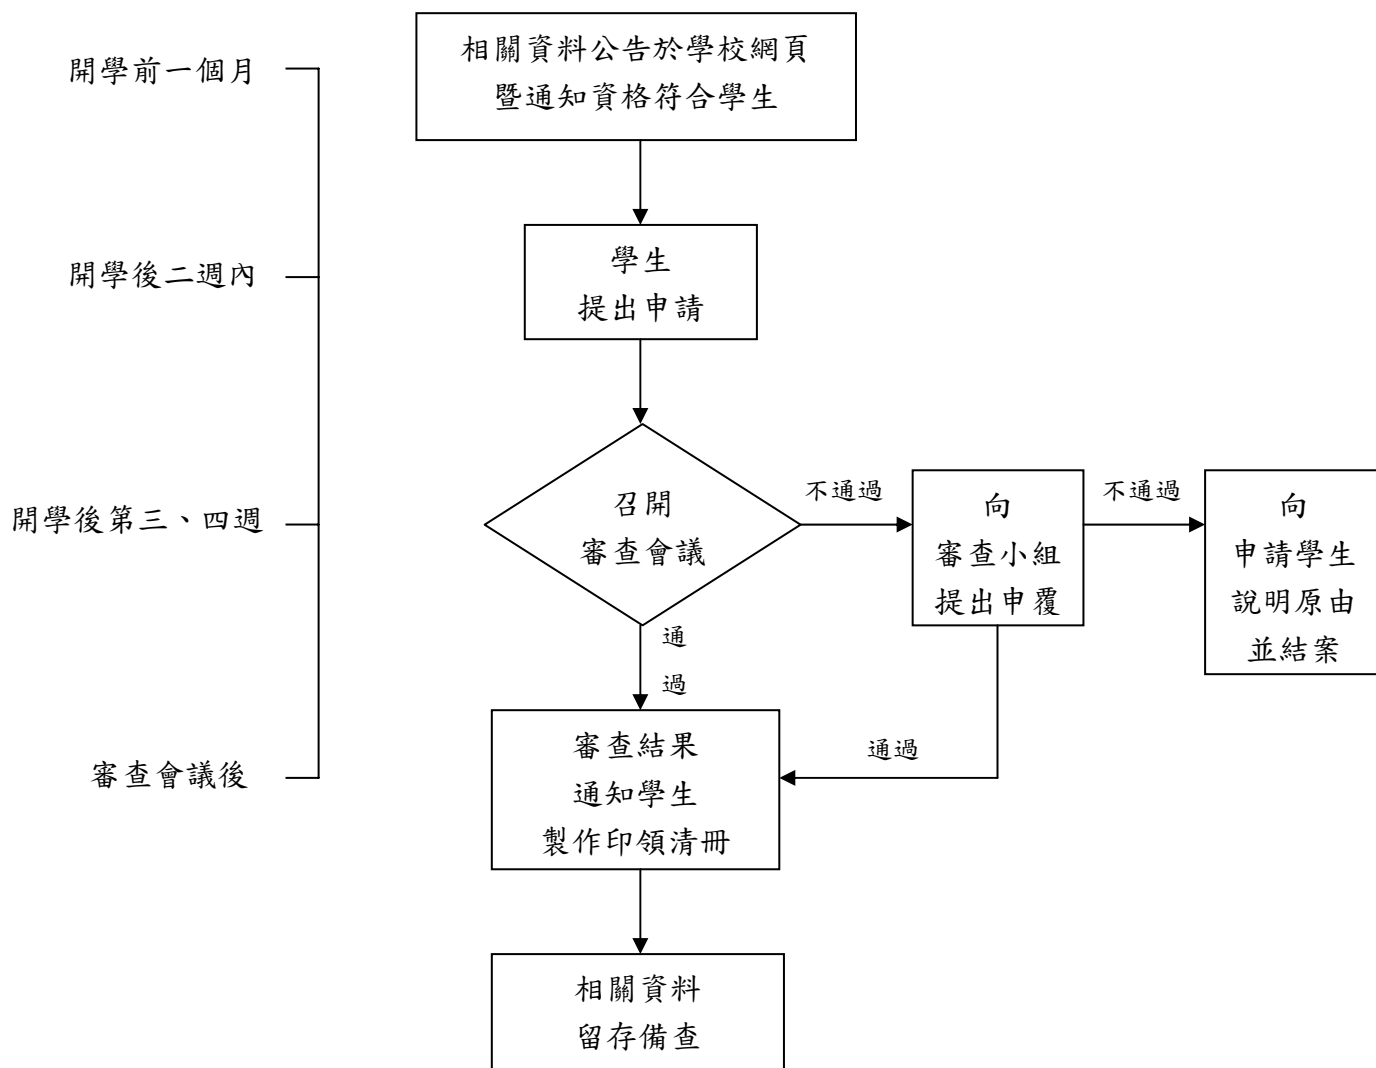 開學前一個月
相關資料公告於學校網頁
暨通知資格符合學生
開學後二週內
學生
提出申請
開學後第三、四週
召開
審查會議
不通過
向
審查小組
提出申覆
不通過
向
申請學生
說明原由
並結案
通
過
通過
審查會議後
審查結果
通知學生
製作印領清冊
相關資料
留存備查